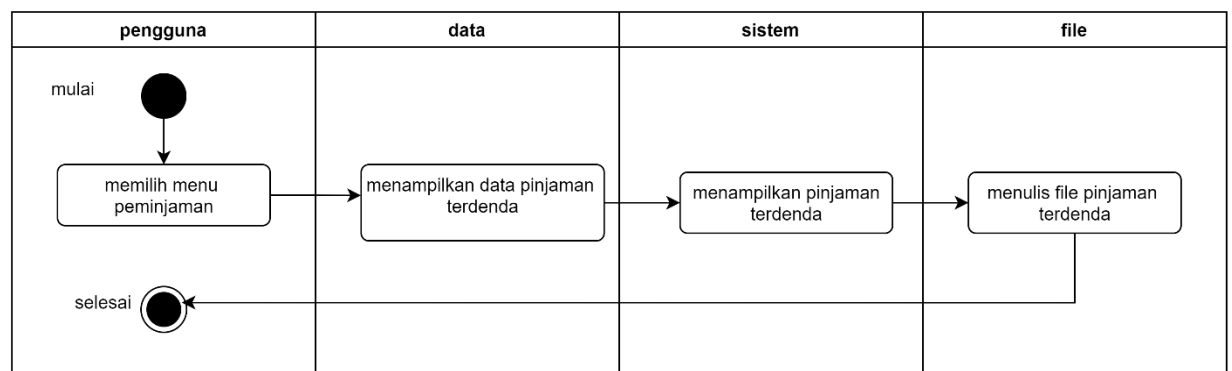 pengguna
data
sistem
file
mulai
memilih menu
peminjaman
menampilkan data pinjaman
terdenda
menampilkan pinjaman
terdenda
menulis file pinjaman
terdenda
selesai